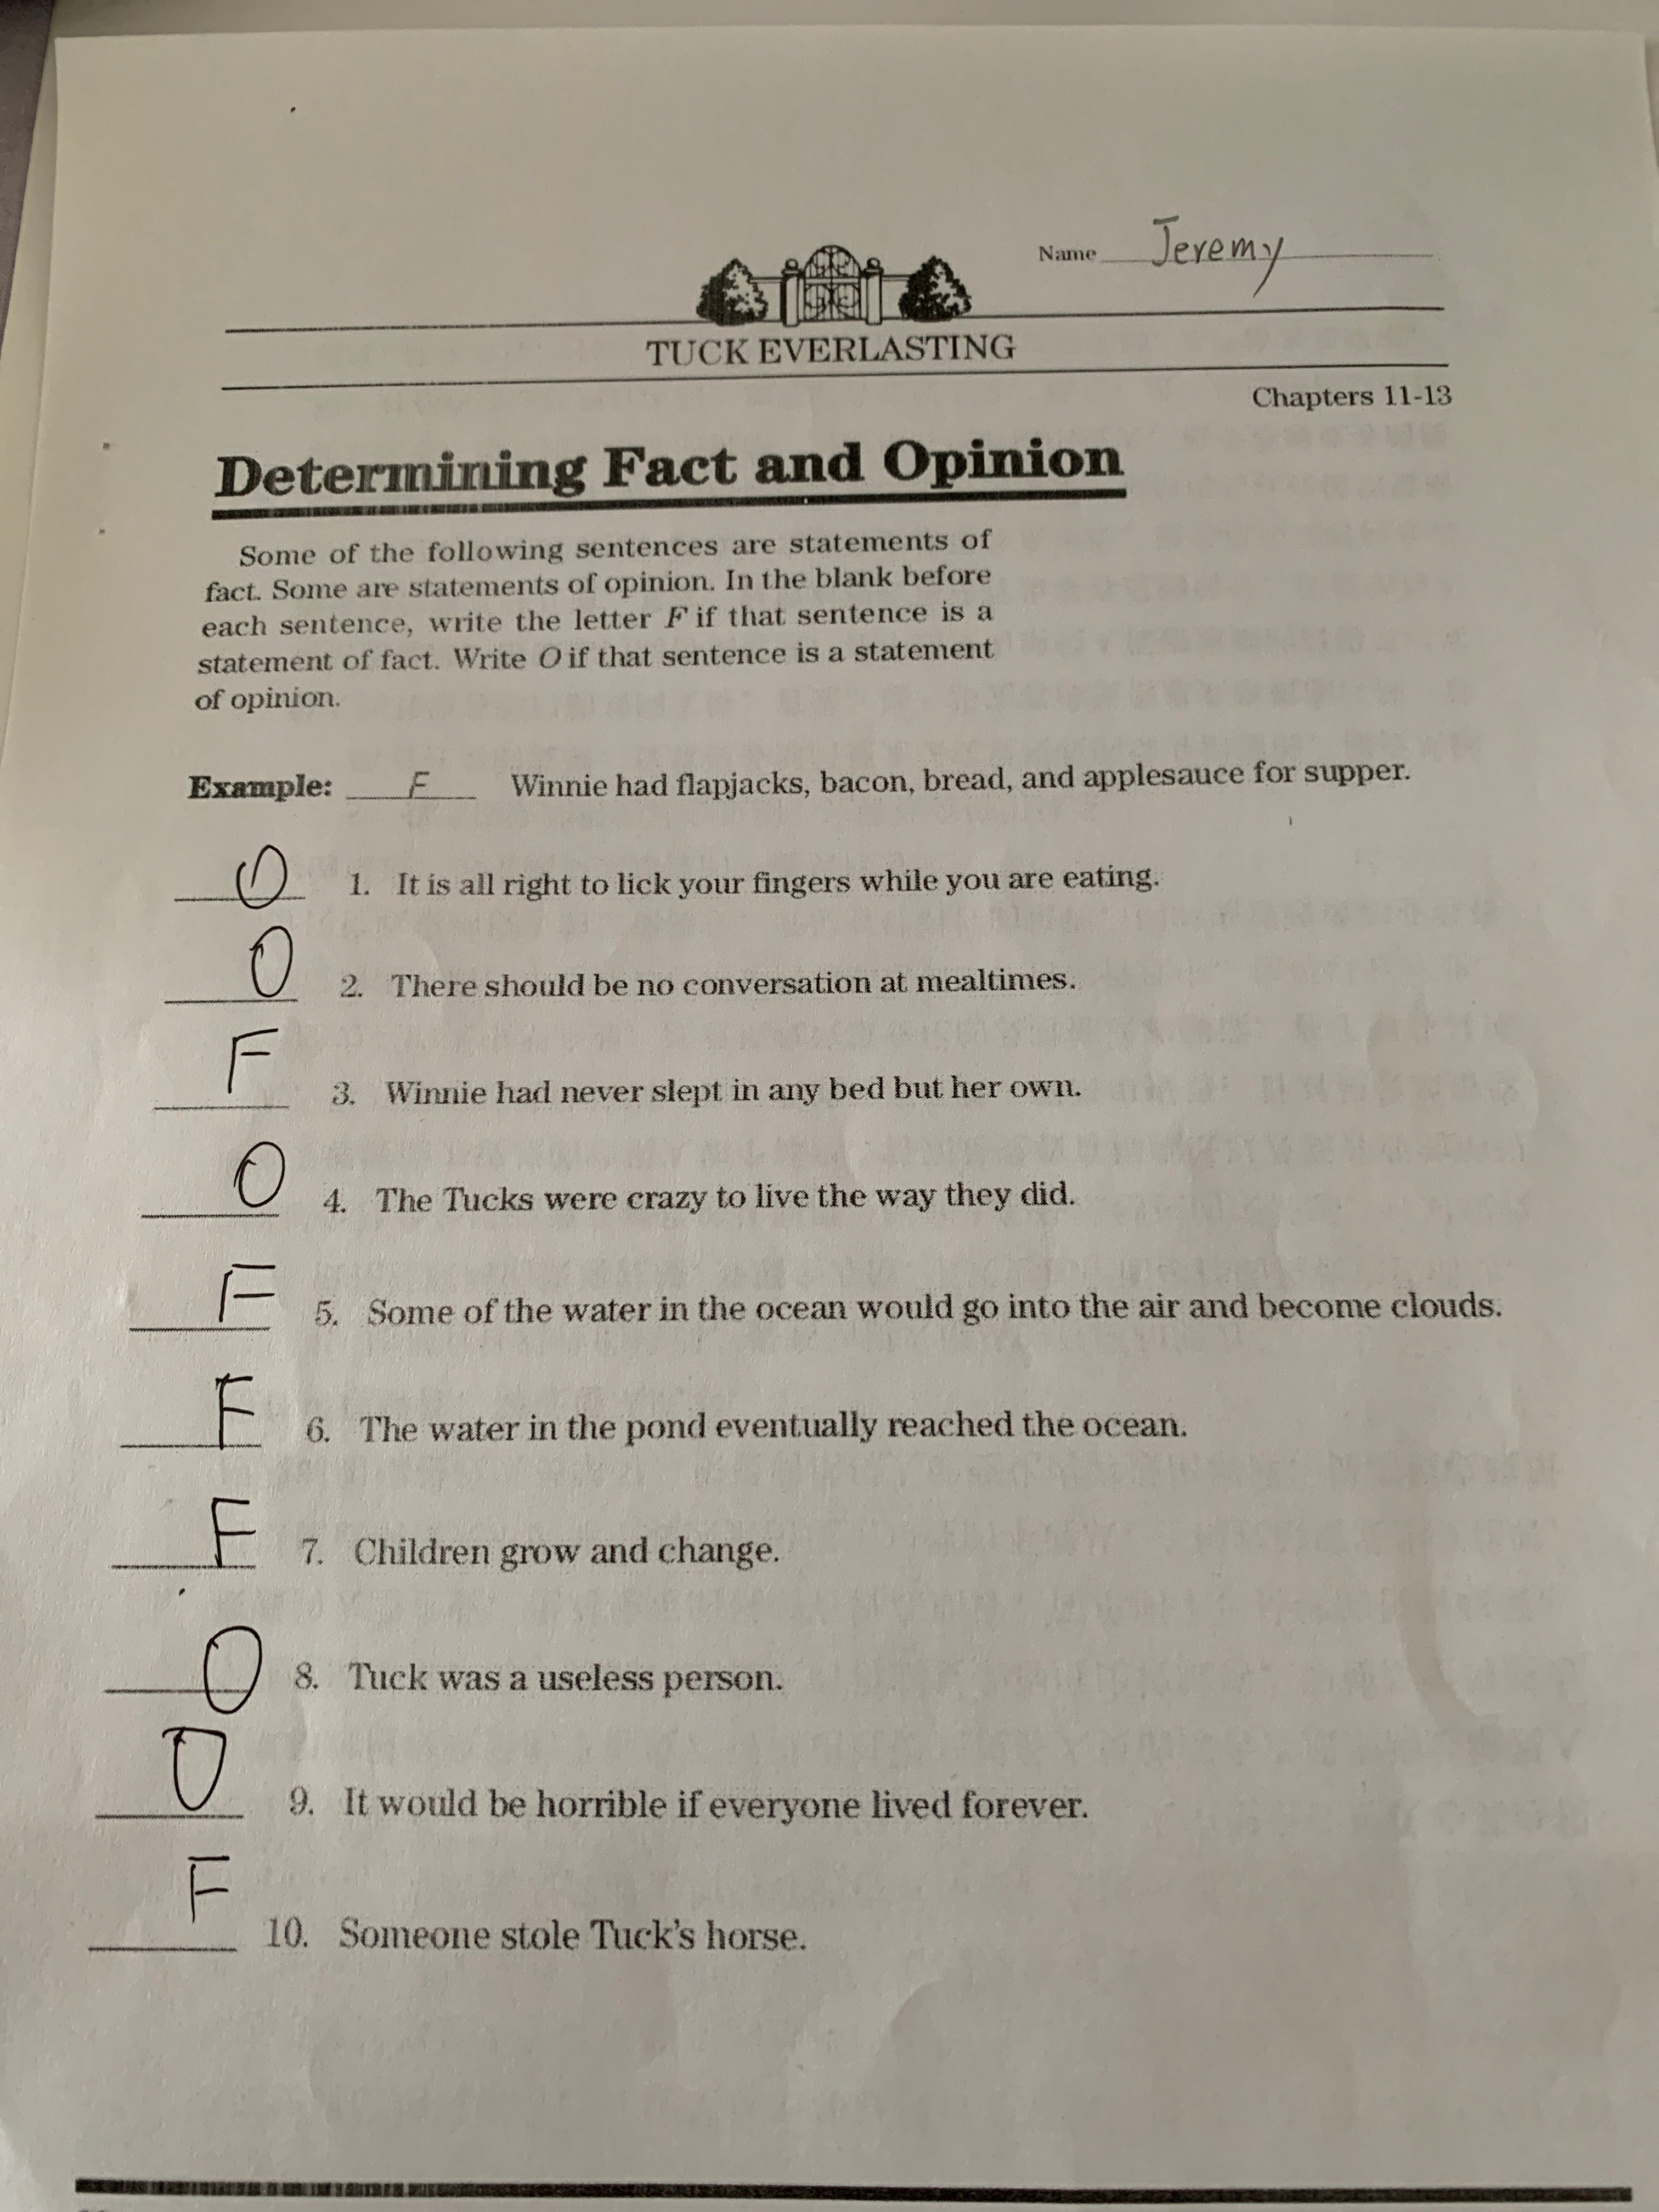 Name Jeremy
TUCK EVERLASTING
Chapters 11-13
Determining Fact and Opinion
Some of the following sentences are statements of
fact. Some are statements of opinion. In the blank before
each sentence, write the letter F if that sentence is a
statement of fact. Write O if that sentence is a statement
of opinion.
Example: F Winnie had flapjacks, bacon, bread, and applesauce for supper.
O 1. It is all right to lick your fingers while you are eating.
O 2. There should be no conversation at mealtimes.
F 3. Winnie had never slept in any bed but her own.
O 4. The Tucks were crazy to live the way they did.
F 5. Some of the water in the ocean would go into the air and become clouds.
F 6. The water in the pond eventually reached the ocean.
F 7. Children grow and change.
O 8. Tuck was a useless person.
O 9. It would be horrible if everyone lived forever.
F 10. Someone stole Tuck's horse.